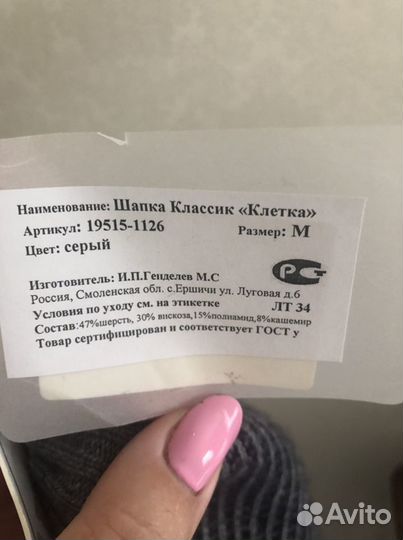 Наименование: Шапка Классик «Клетка»
Артикул: 19515-1126 Размер: М
Цвет: серый
Изготовитель: И.П.Генделев М.С
Россия, Смоленская обл. с.Ершичи ул. Луговая д.6
Условия по уходу см. на этикетке ЛТ 34
Состав:47%шерсть, 30% вискоза,15%полиамид,8%кашемир
Товар сертифицирован и соответствует ГОСТ у
РСТ
Avito